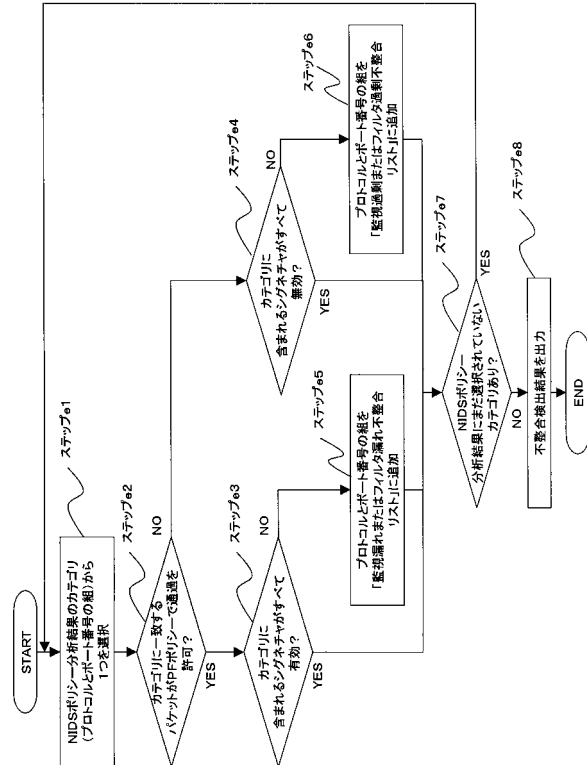 START
ステップe1
NIDSポリシー分析結果のカテゴリ
(プロトコルとポート番号の組)から
1つを選択
ステップe2
カテゴリに一致する
パケットがPFポリシーで通過を
許可?
NO
YES
ステップe3
カテゴリに
含まれるシグネチャがすべて
有効?
NO
YES
ステップe4
カテゴリに
含まれるシグネチャがすべて
無効?
NO
YES
ステップe5
プロトコルとポート番号の組を
「監視漏れまたはフィルタ漏れ不整合
リスト」に追加
ステップe6
プロトコルとポート番号の組を
「監視過剰またはフィルタ過剰不整合
リスト」に追加
ステップe7
NIDSポリシー
分析結果にまだ選択されていない
カテゴリあり?
YES
NO
ステップe8
不整合検出結果を出力
END